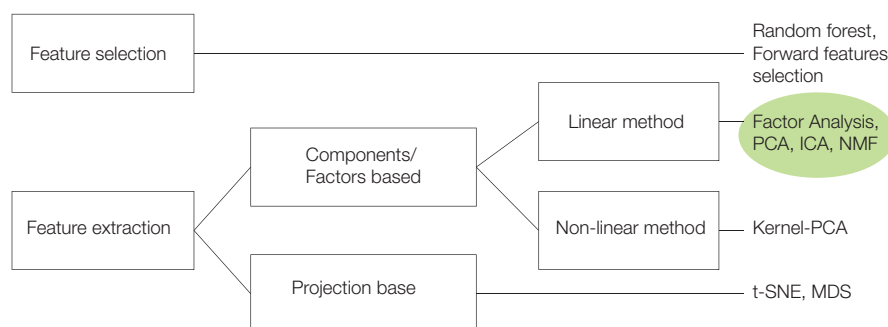 Feature selection
Random forest,
Forward features
selection
Linear method
Factor Analysis,
PCA, ICA, NMF
Components/
Factors based
Feature extraction
Non-linear method
Kernel-PCA
Projection base
t-SNE, MDS